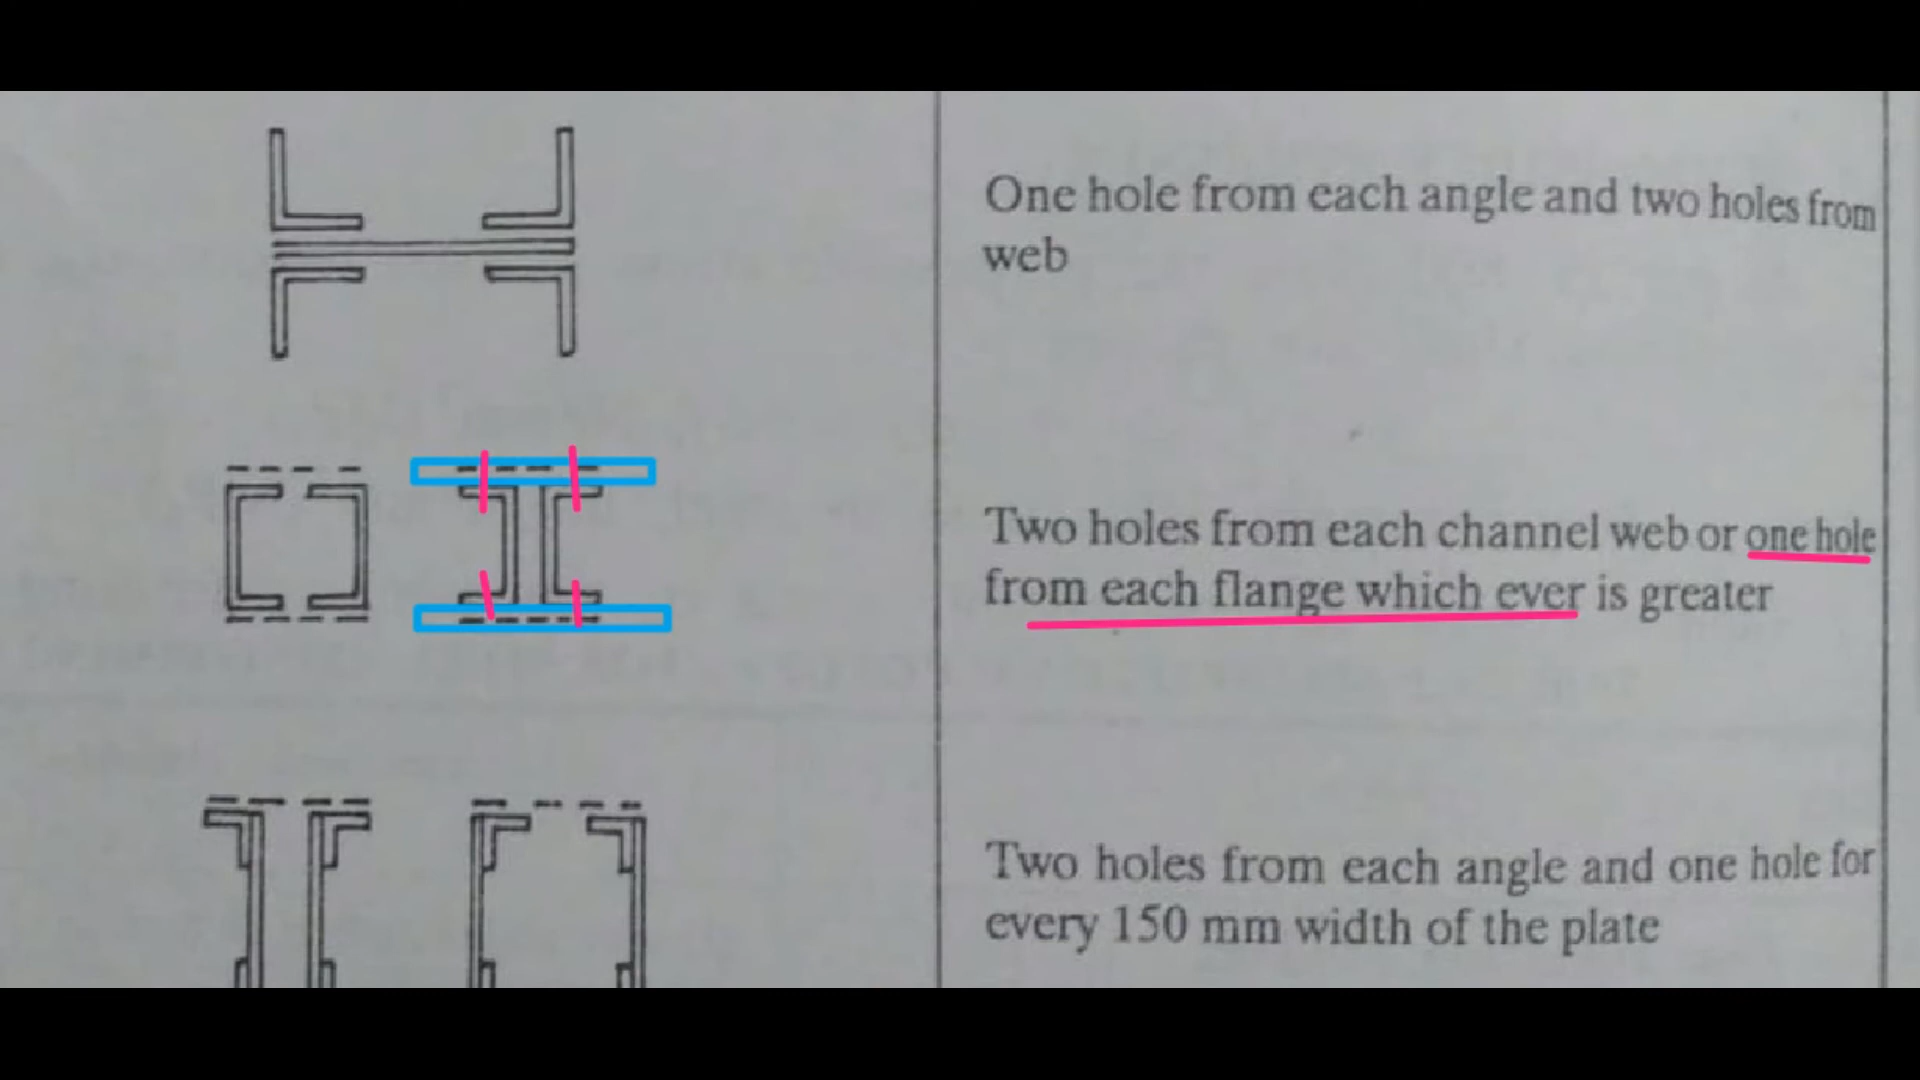 One hole from each angle and two holes from
web
Two holes from each channel web or one hole
from each flange which ever is greater
Two holes from each angle and one hole for
every 150 mm width of the plate